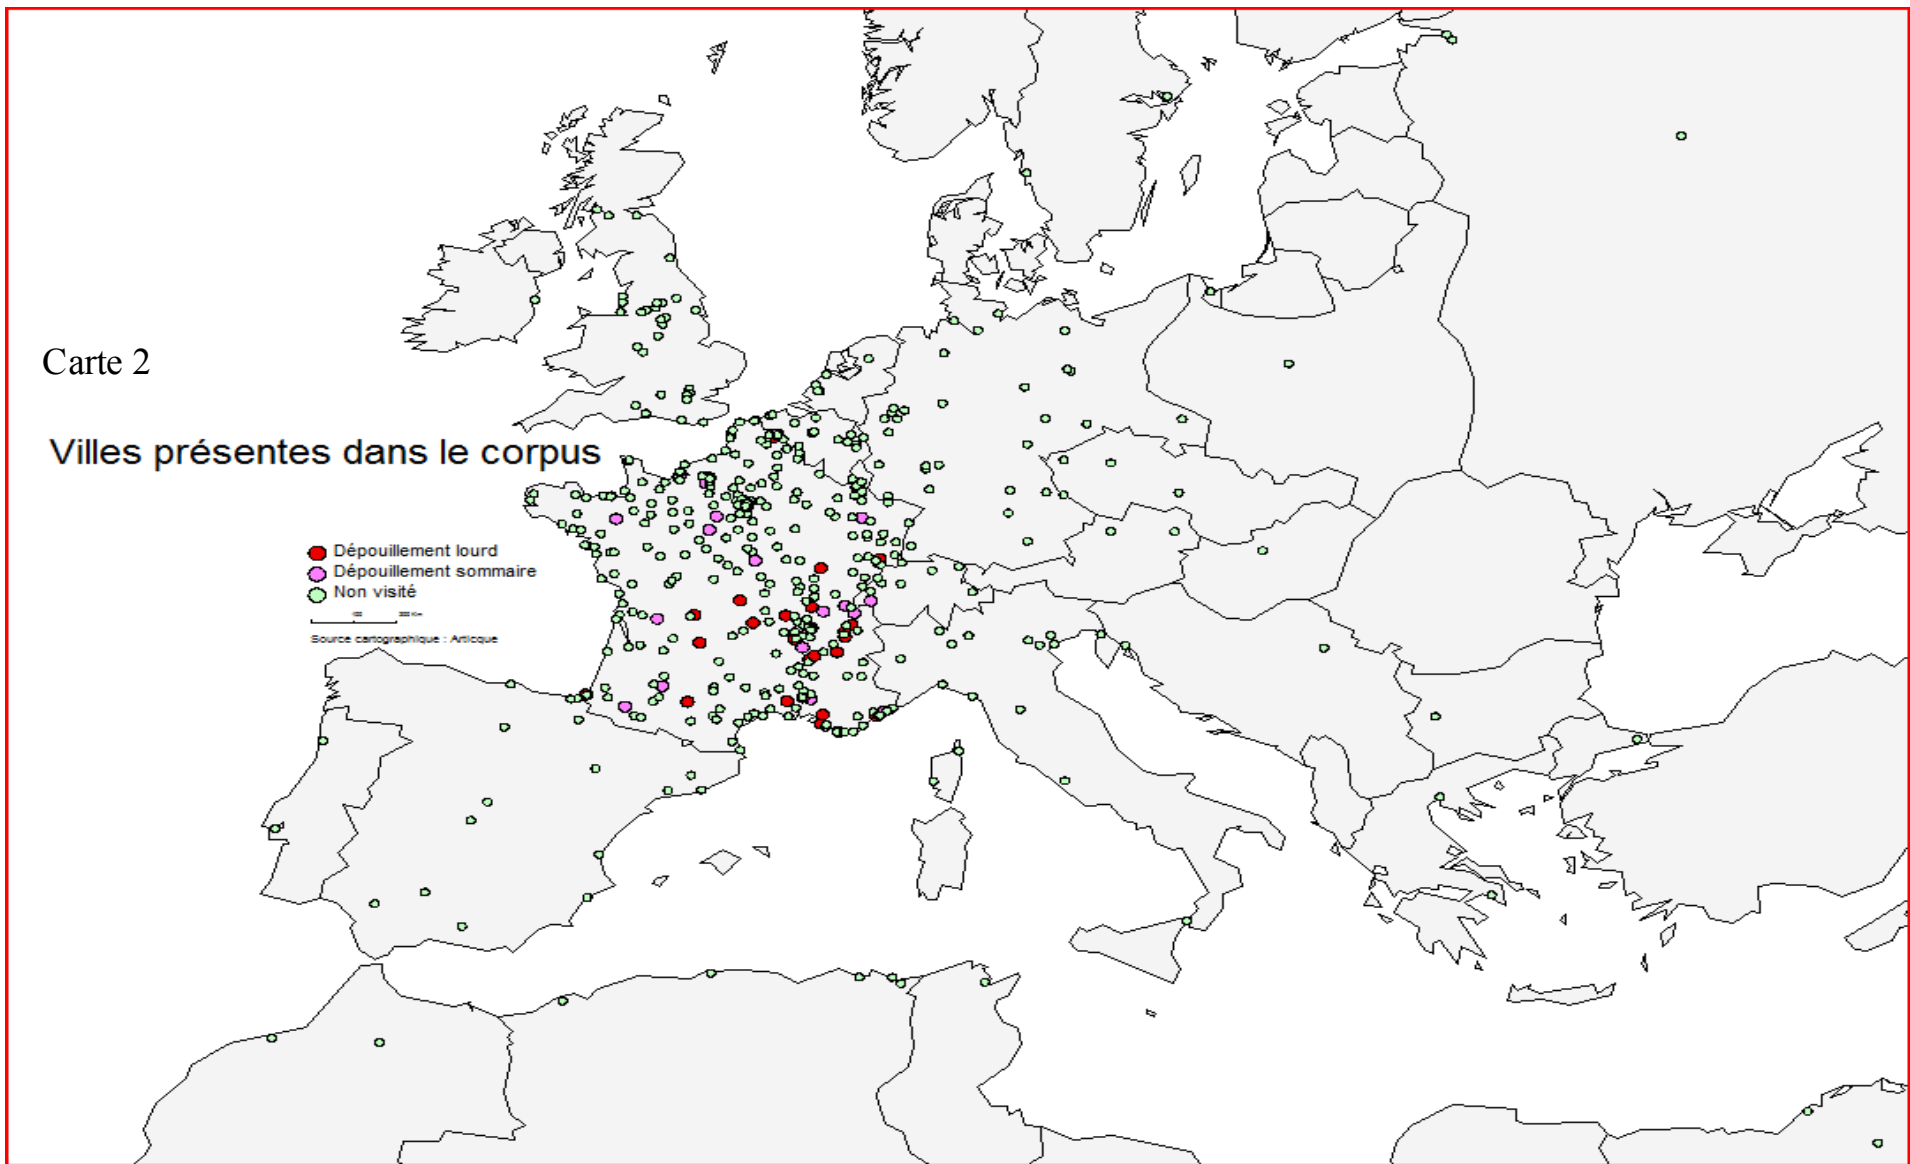 Carte 2
Villes présentes dans le corpus
Dépouillement lourd
Dépouillement sommaire
Non visité
Source cartographique : Articque